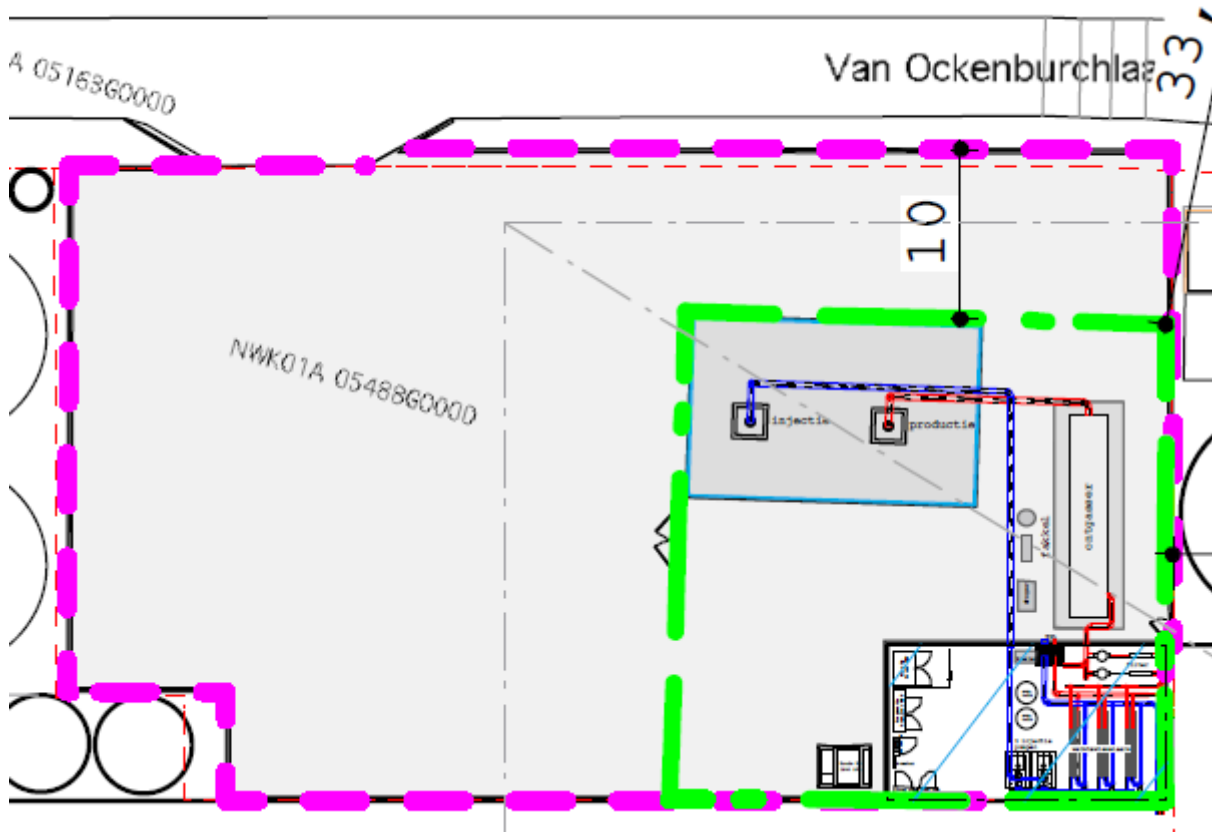 33,
Van Ockenburchlaa
A 05163G0000
10
NWK01A 05488G0000
injectie
productie
ontgasser
fakkel